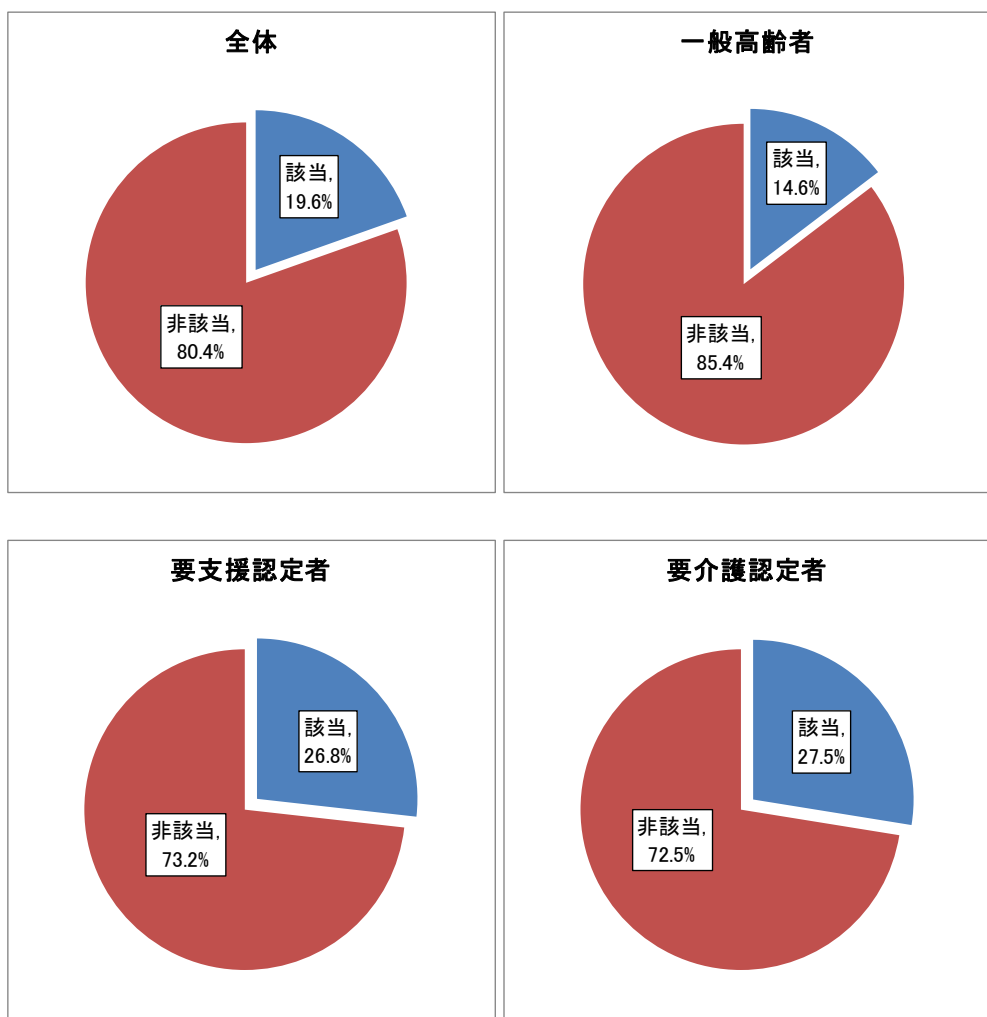 全体
該当,
19.6%
非該当,
80.4%
一般高齢者
該当,
14.6%
非該当,
85.4%
要支援認定者
該当,
26.8%
非該当,
73.2%
要介護認定者
該当,
27.5%
非該当,
72.5%